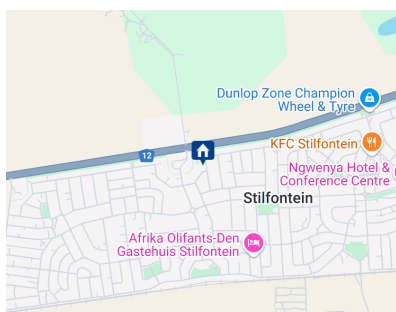 Dunlop Zone Champion
Wheel & Tyre
KFC Stilfontein
12
Ngwenya Hotel &
Conference Centre
Stilfontein
Afrika Olifants-Den
Gastehuis Stilfontein